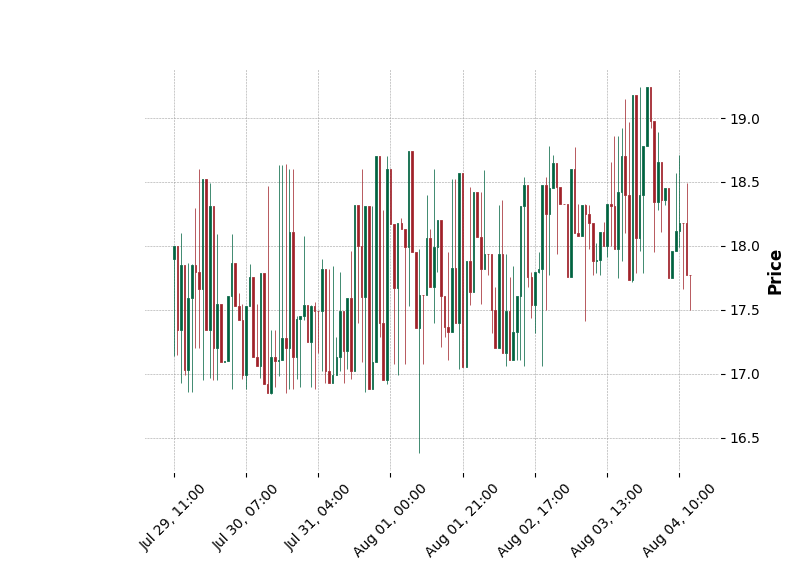 19.0
18.5
18.0
17.5
17.0
16.5
Price
Jul 29, 11:00
Jul 30, 07:00
Jul 31, 04:00
Aug 01, 00:00
Aug 01, 21:00
Aug 02, 17:00
Aug 03, 13:00
Aug 04, 10:00